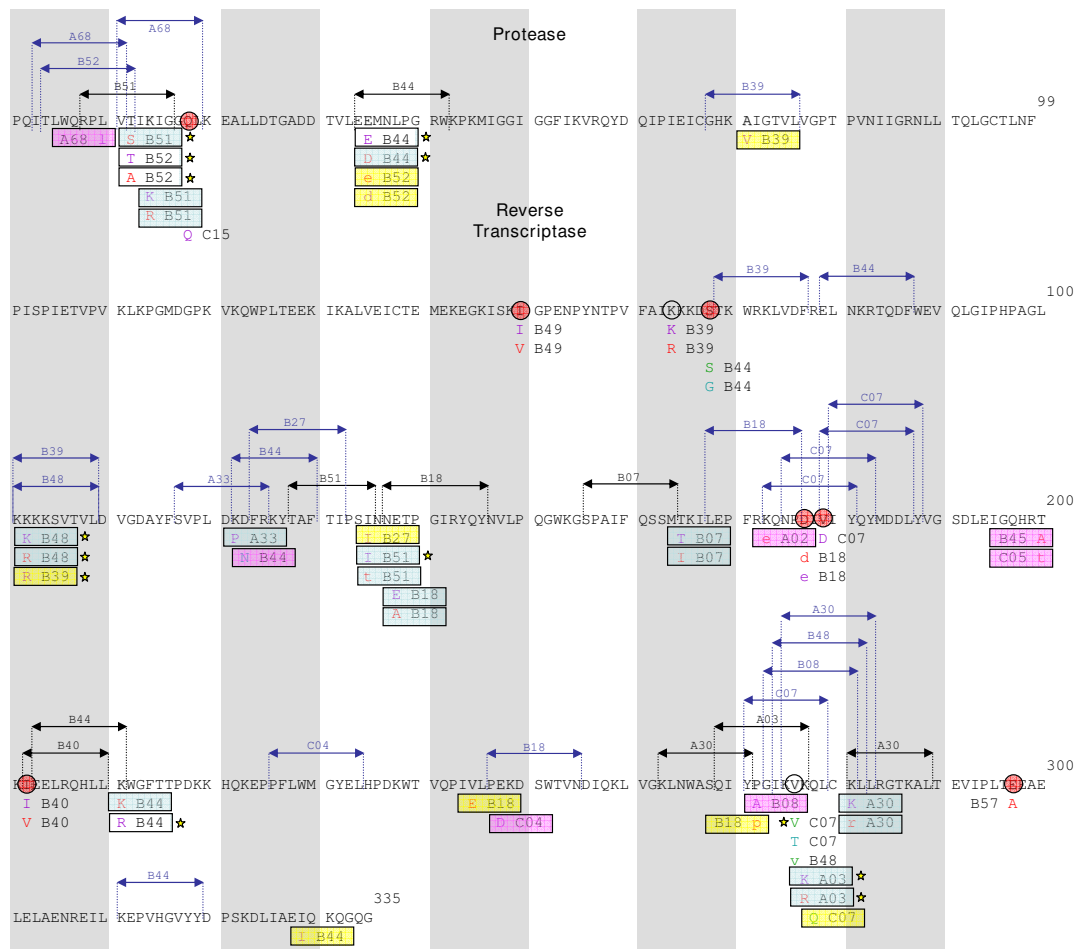 Protease
A68
A68
B52
B51
B44
B39
99
PQITLWQRPL VTIKIGGQLK EALLDTGADD TVLEEMNLPG RWKPKMIGGI GGFIKVRQYD QIPIEICGHK AIGTVLVGPT PVNIIGRNLL TQLGCTLNF
A68 l S B51 E B44 V B39
T B52 D B44
A B52 e B52
K B51 d B52
R B51
Q C15
Reverse
Transcriptase
B39 B44
100
PISPIETVPV KLKPGMDGPK VKQWPLTEEK IKALVEICTE MEKEGKISKI GPENPYNTPV FAIKKKDSTK WRKLVDFREL NKRTQDFWEV QLGIPHPAGL
I B49 K B39
V B49 R B39
S B44
G B44
C07
B27 B18 C07
B39 B44 C07
B48 A33 B51 B18 B07 C07
200
KKKKSVTVLD VGDAYFSVPL DKDFRKYTAF TIPSINNETP GIRYQYNVLP QGWKGSPAIF QSSMTKILEP FRKQNPDIVI YQYMDDLYVG SDLEIGQHRT
K B48 P A33 I B27 T B07 e A02 D C07 B45 A
R B48 N B44 I B51 I B07 d B18 C05 t
R B39 t B51 e B18
E B18
A B18
A30
B48
B08
C07
B44 A03
B40 C04 B18 A30 A30
300
KIEELRQHLL KWGFTTPDKK HQKEPPFLWM GYELHPDKWT VQPIVLPEKD SWTVNDIQKL VGKLNWASQI YPGIKVKQLC KLLRGTKALT EVIPLTEEAE
I B40 K B44 E B18 A B08 K A30 B57 A
V B40 R B44 D C04 B18 p V C07 r A30
T C07
v B48
K A03
R A03
Q C07
B44
335
LELAENREIL KEPVHGVYYD PSKDLIAEIQ KQGQG
I B44